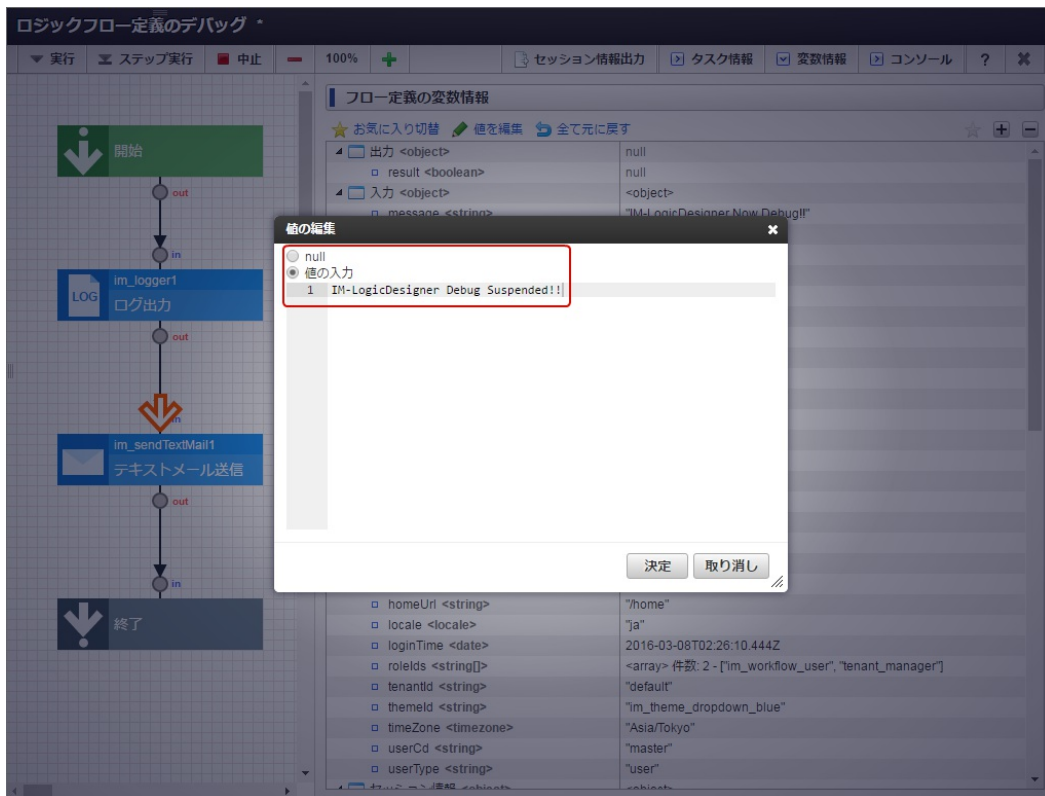 ロジックフロー定義のデバッグ *
実行 ステップ実行 中止 100% セッション情報出力 タスク情報 変数情報 コンソール ?
フロー定義の変数情報
お気に入り切替 値を編集 全て元に戻す
開始
出力 <object> null
result <boolean> null
out
入力 <object> <object>
message <string> "IM-LogicDesigner Now Debug!!"
値の編集
in
null
値の入力
1 IM-LogicDesigner Debug Suspended!!
im_logger1
LOG
ログ出力
out
in
im_sendTextMail1
テキストメール送信
out
決定 取り消し
in
homeUrl <string> "/home"
終了
locale <locale> "ja"
loginTime <date> 2016-03-08T02:26:10.444Z
roleIds <string[]> <array> 件数: 2 - ["im_workflow_user", "tenant_manager"]
tenantId <string> "default"
themeId <string> "im_theme_dropdown_blue"
timeZone <timezone> "Asia/Tokyo"
userCd <string> "master"
userType <string> "user"
セッション情報 <object> <object>